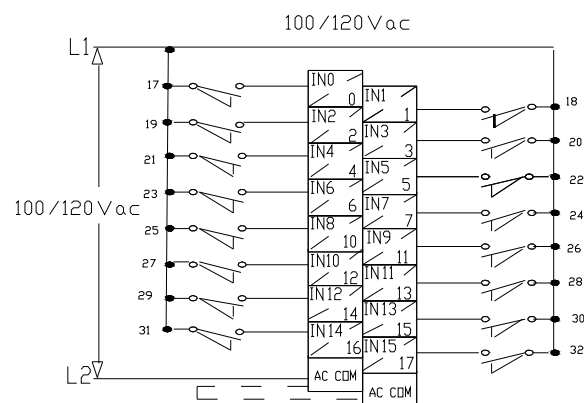 100/120Vac
L1
17 IN0 / 0 IN1 / 1 18
19 IN2 / 2 IN3 / 3 20
21 IN4 / 4 IN5 / 5 22
23 IN6 / 6 IN7 / 7 24
100/120Vac
25 IN8 / 10 IN9 / 11 26
27 IN10 / 12 IN11 / 13 28
29 IN12 / 14 IN13 / 15 30
31 IN14 / 16 IN15 / 17 32
L2 AC COM
AC COM